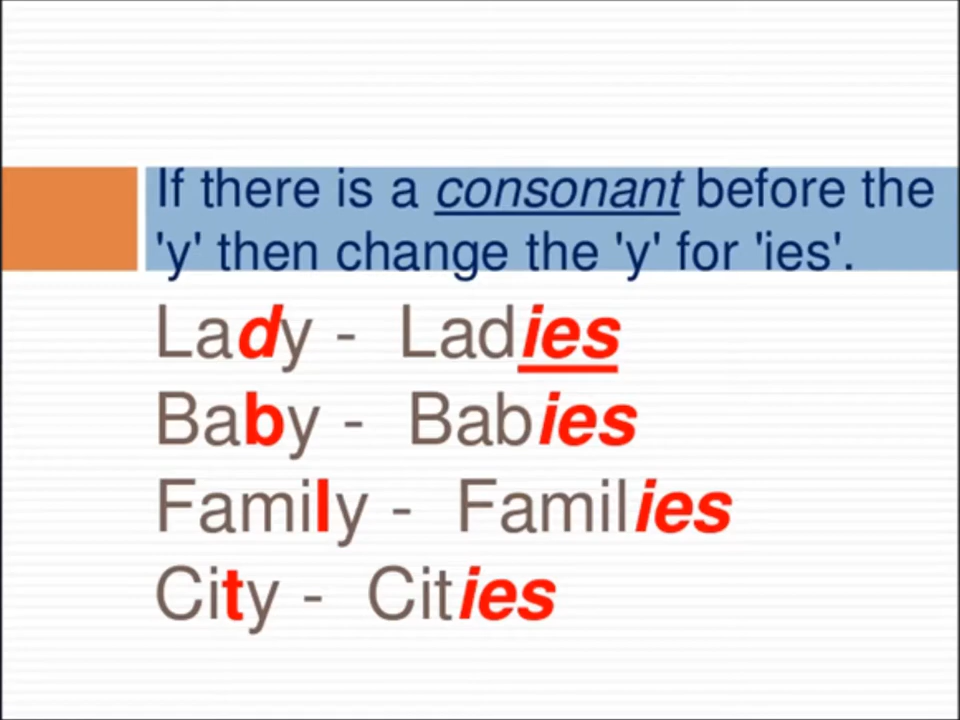 If there is a consonant before the
'y' then change the 'y' for 'ies'.
Lady - Ladies
Baby - Babies
Family - Families
City - Cities